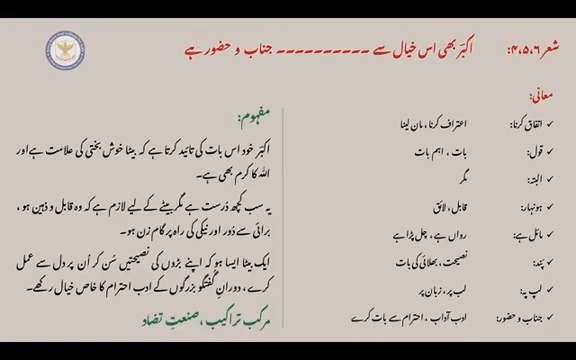 شعر ۴،۵،۶: اکبر بھی اس خیال سے ---------- جناب و حضور ہے
معانی:
اتفاق کرنا: اعتراف کرنا، مان لینا
قول: بات، اہم بات
البتہ: مگر
ہونہار: قابل، لائق
مائل ہے: رواں ہے، چل پڑا ہے
پند: نصیحت، بھلائی کی بات
لب پہ: لب پر، زبان پر
جناب و حضور: ادب آداب، احترام سے بات کرے
مفہوم:
اکبر خود اس بات کی تائید کرتا ہے کہ بیٹا خوش بختی کی علامت ہے اور
اللہ کا کرم بھی ہے۔
یہ سب کچھ دُرست ہے مگر بیٹے کے لیے لازم ہے کہ وہ قابل و ذہین ہو،
برائی سے دُور اور نیکی کی راہ پر گام زن ہو۔
ایک بیٹا ایسا ہو کہ اپنے بڑوں کی نصیحتیں سُن کر اُن پر دل سے عمل
کرے، دورانِ گفتگو بزرگوں کے ادب احترام کا خاص خیال رکھے۔
مرکب تراکیب، صنعتِ تضاد